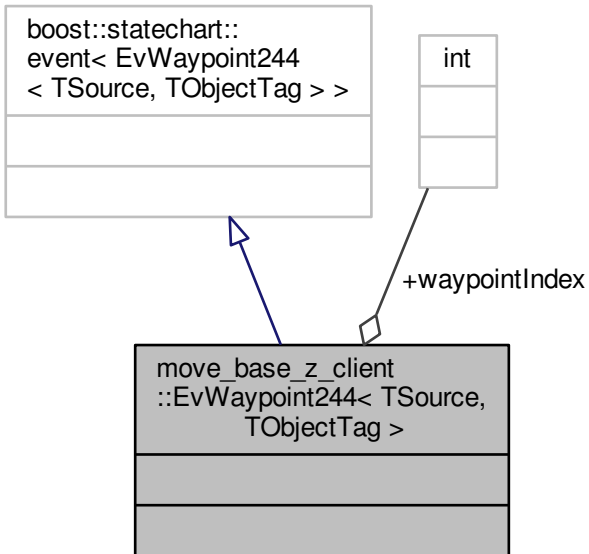 boost::statechart::
event< EvWaypoint244
< TSource, TObjectTag > >
int
+waypointIndex
move_base_z_client
::EvWaypoint244< TSource,
TObjectTag >